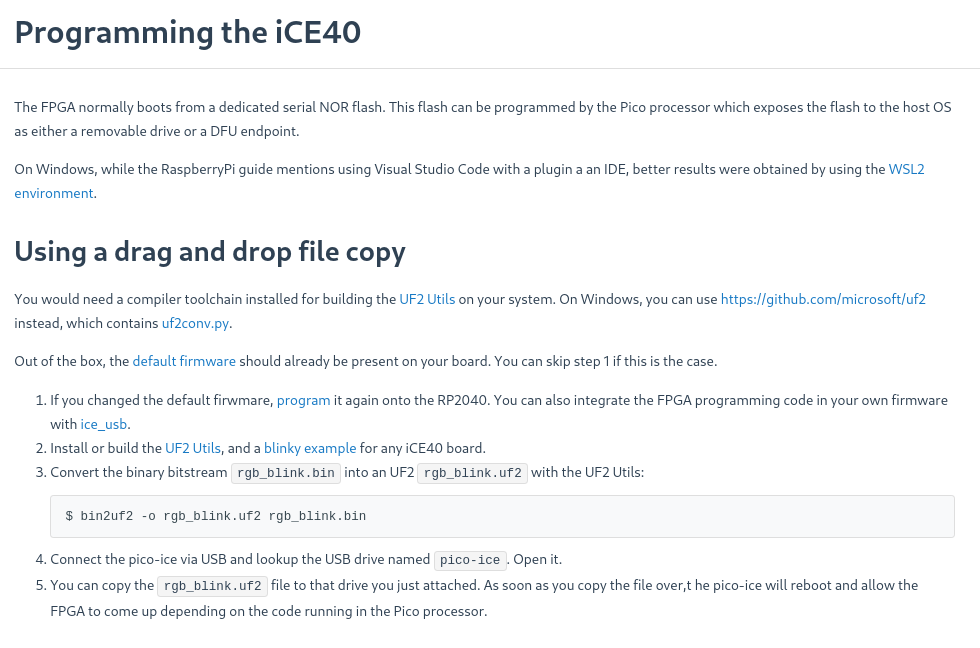 Programming the iCE40
The FPGA normally boots from a dedicated serial NOR flash. This flash can be programmed by the Pico processor which exposes the flash to the host OS
as either a removable drive or a DFU endpoint.
On Windows, while the RaspberryPi guide mentions using Visual Studio Code with a plugin a an IDE, better results were obtained by using the WSL2
environment.
Using a drag and drop file copy
You would need a compiler toolchain installed for building the UF2 Utils on your system. On Windows, you can use https://github.com/microsoft/uf2
instead, which contains uf2conv.py.
Out of the box, the default firmware should already be present on your board. You can skip step 1 if this is the case.
1. If you changed the default firwmare, program it again onto the RP2040. You can also integrate the FPGA programming code in your own firmware
with ice_usb.
2. Install or build the UF2 Utils, and a blinky example for any iCE40 board.
3. Convert the binary bitstream rgb_blink.bin into an UF2 rgb_blink.uf2 with the UF2 Utils:
$ bin2uf2 -o rgb_blink.uf2 rgb_blink.bin
4. Connect the pico-ice via USB and lookup the USB drive named pico-ice. Open it.
5. You can copy the rgb_blink.uf2 file to that drive you just attached. As soon as you copy the file over,t he pico-ice will reboot and allow the
FPGA to come up depending on the code running in the Pico processor.